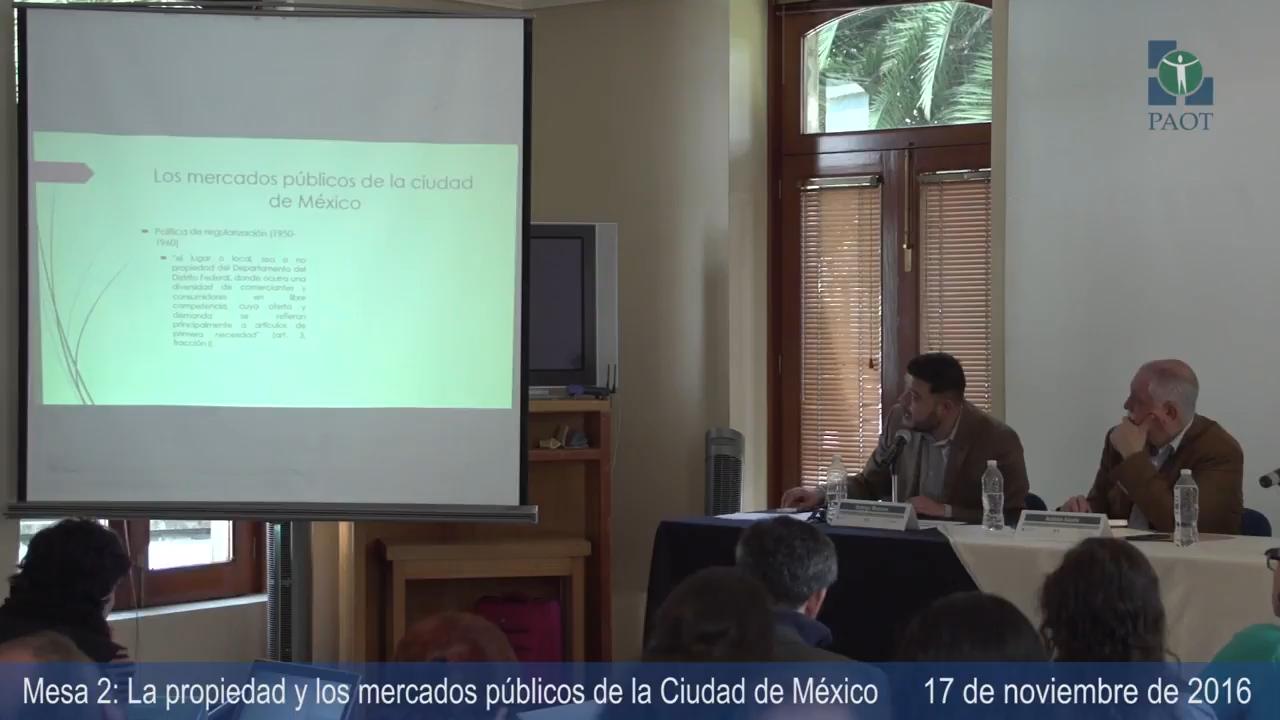 PAOT
Los mercados públicos de la ciudad
de México
Política de regularización (1950-
1960)
"el lugar o local, sea o no
propiedad del Departamento del
Distrito Federal, donde ocurra una
diversidad de comerciantes y
consumidores en libre
competencia, cuya oferta y
demanda se refieran
principalmente a artículos de
primera necesidad" (art. 3,
fracción I).
Mesa 2: La propiedad y los mercados públicos de la Ciudad de México
17 de noviembre de 2016